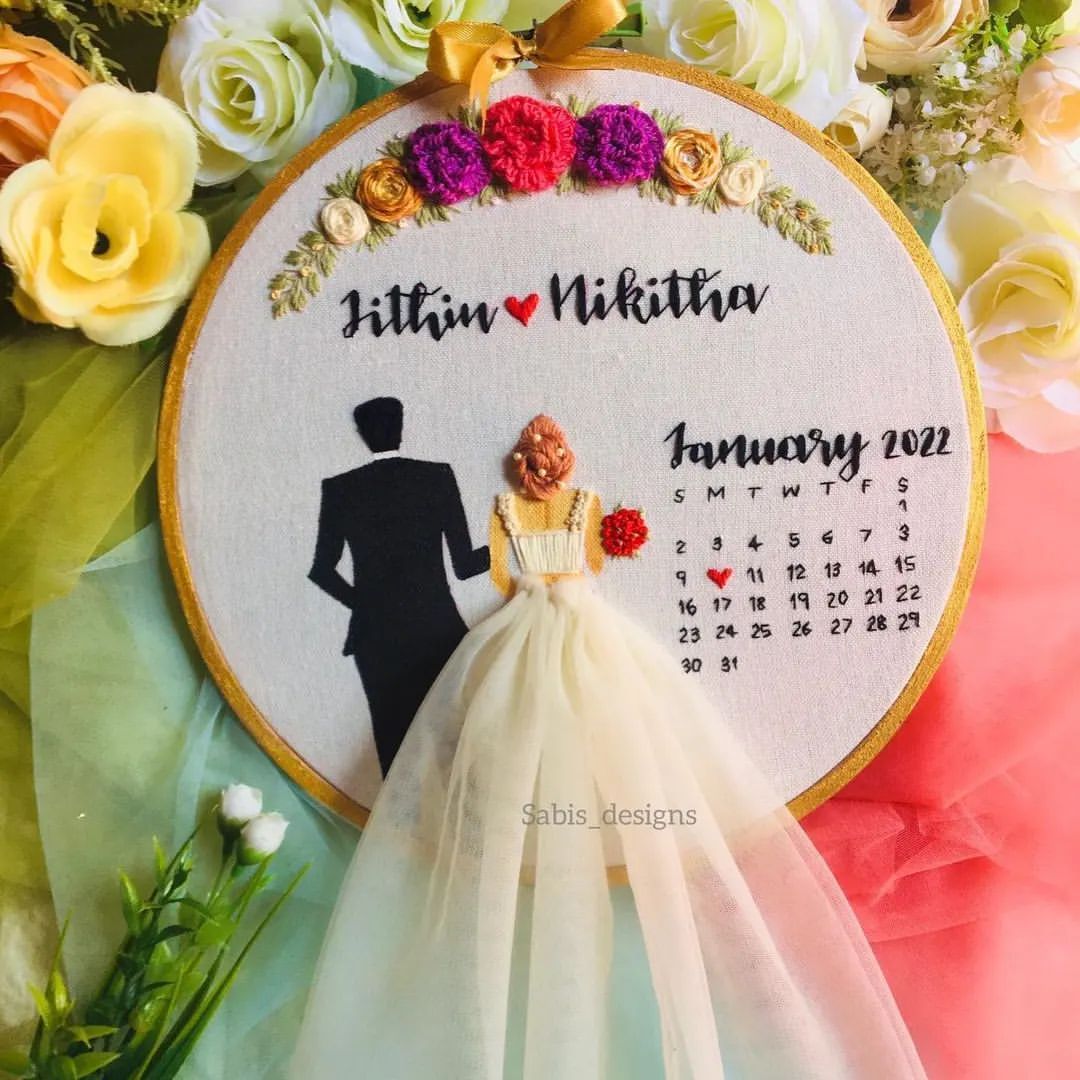 Jithin ❤ Nikitha
January 2022
S M T W T F S
1
2 3 4 5 6 7 3
9 ❤ 11 12 13 14 15
16 17 18 19 20 21 22
23 24 25 26 27 28 29
30 31
Sabis_designs